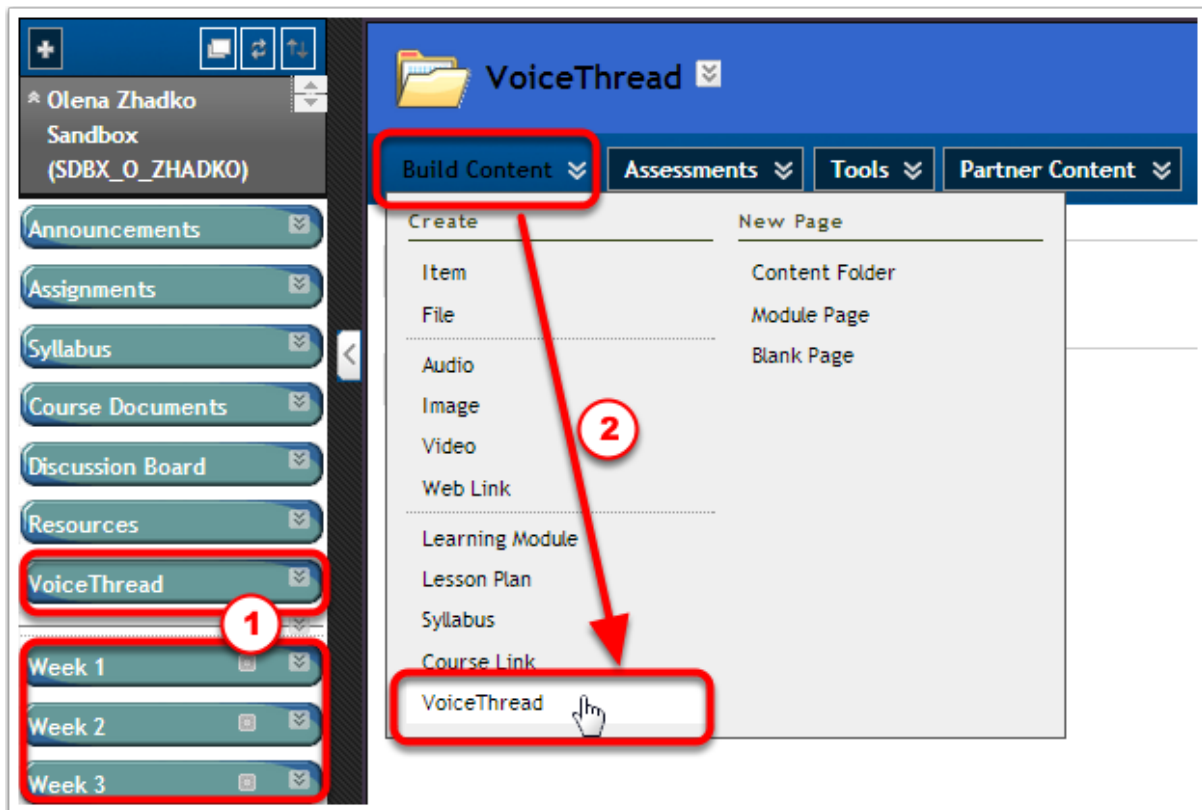 Olena Zhadko
Sandbox
(SDBX_O_ZHADKO)
Announcements
Assignments
Syllabus
Course Documents
Discussion Board
Resources
VoiceThread
1
Week 1
Week 2
Week 3
VoiceThread
Build Content
Assessments
Tools
Partner Content
Create
Item
File
Audio
Image
Video
Web Link
Learning Module
Lesson Plan
Syllabus
Course Link
VoiceThread
2
New Page
Content Folder
Module Page
Blank Page